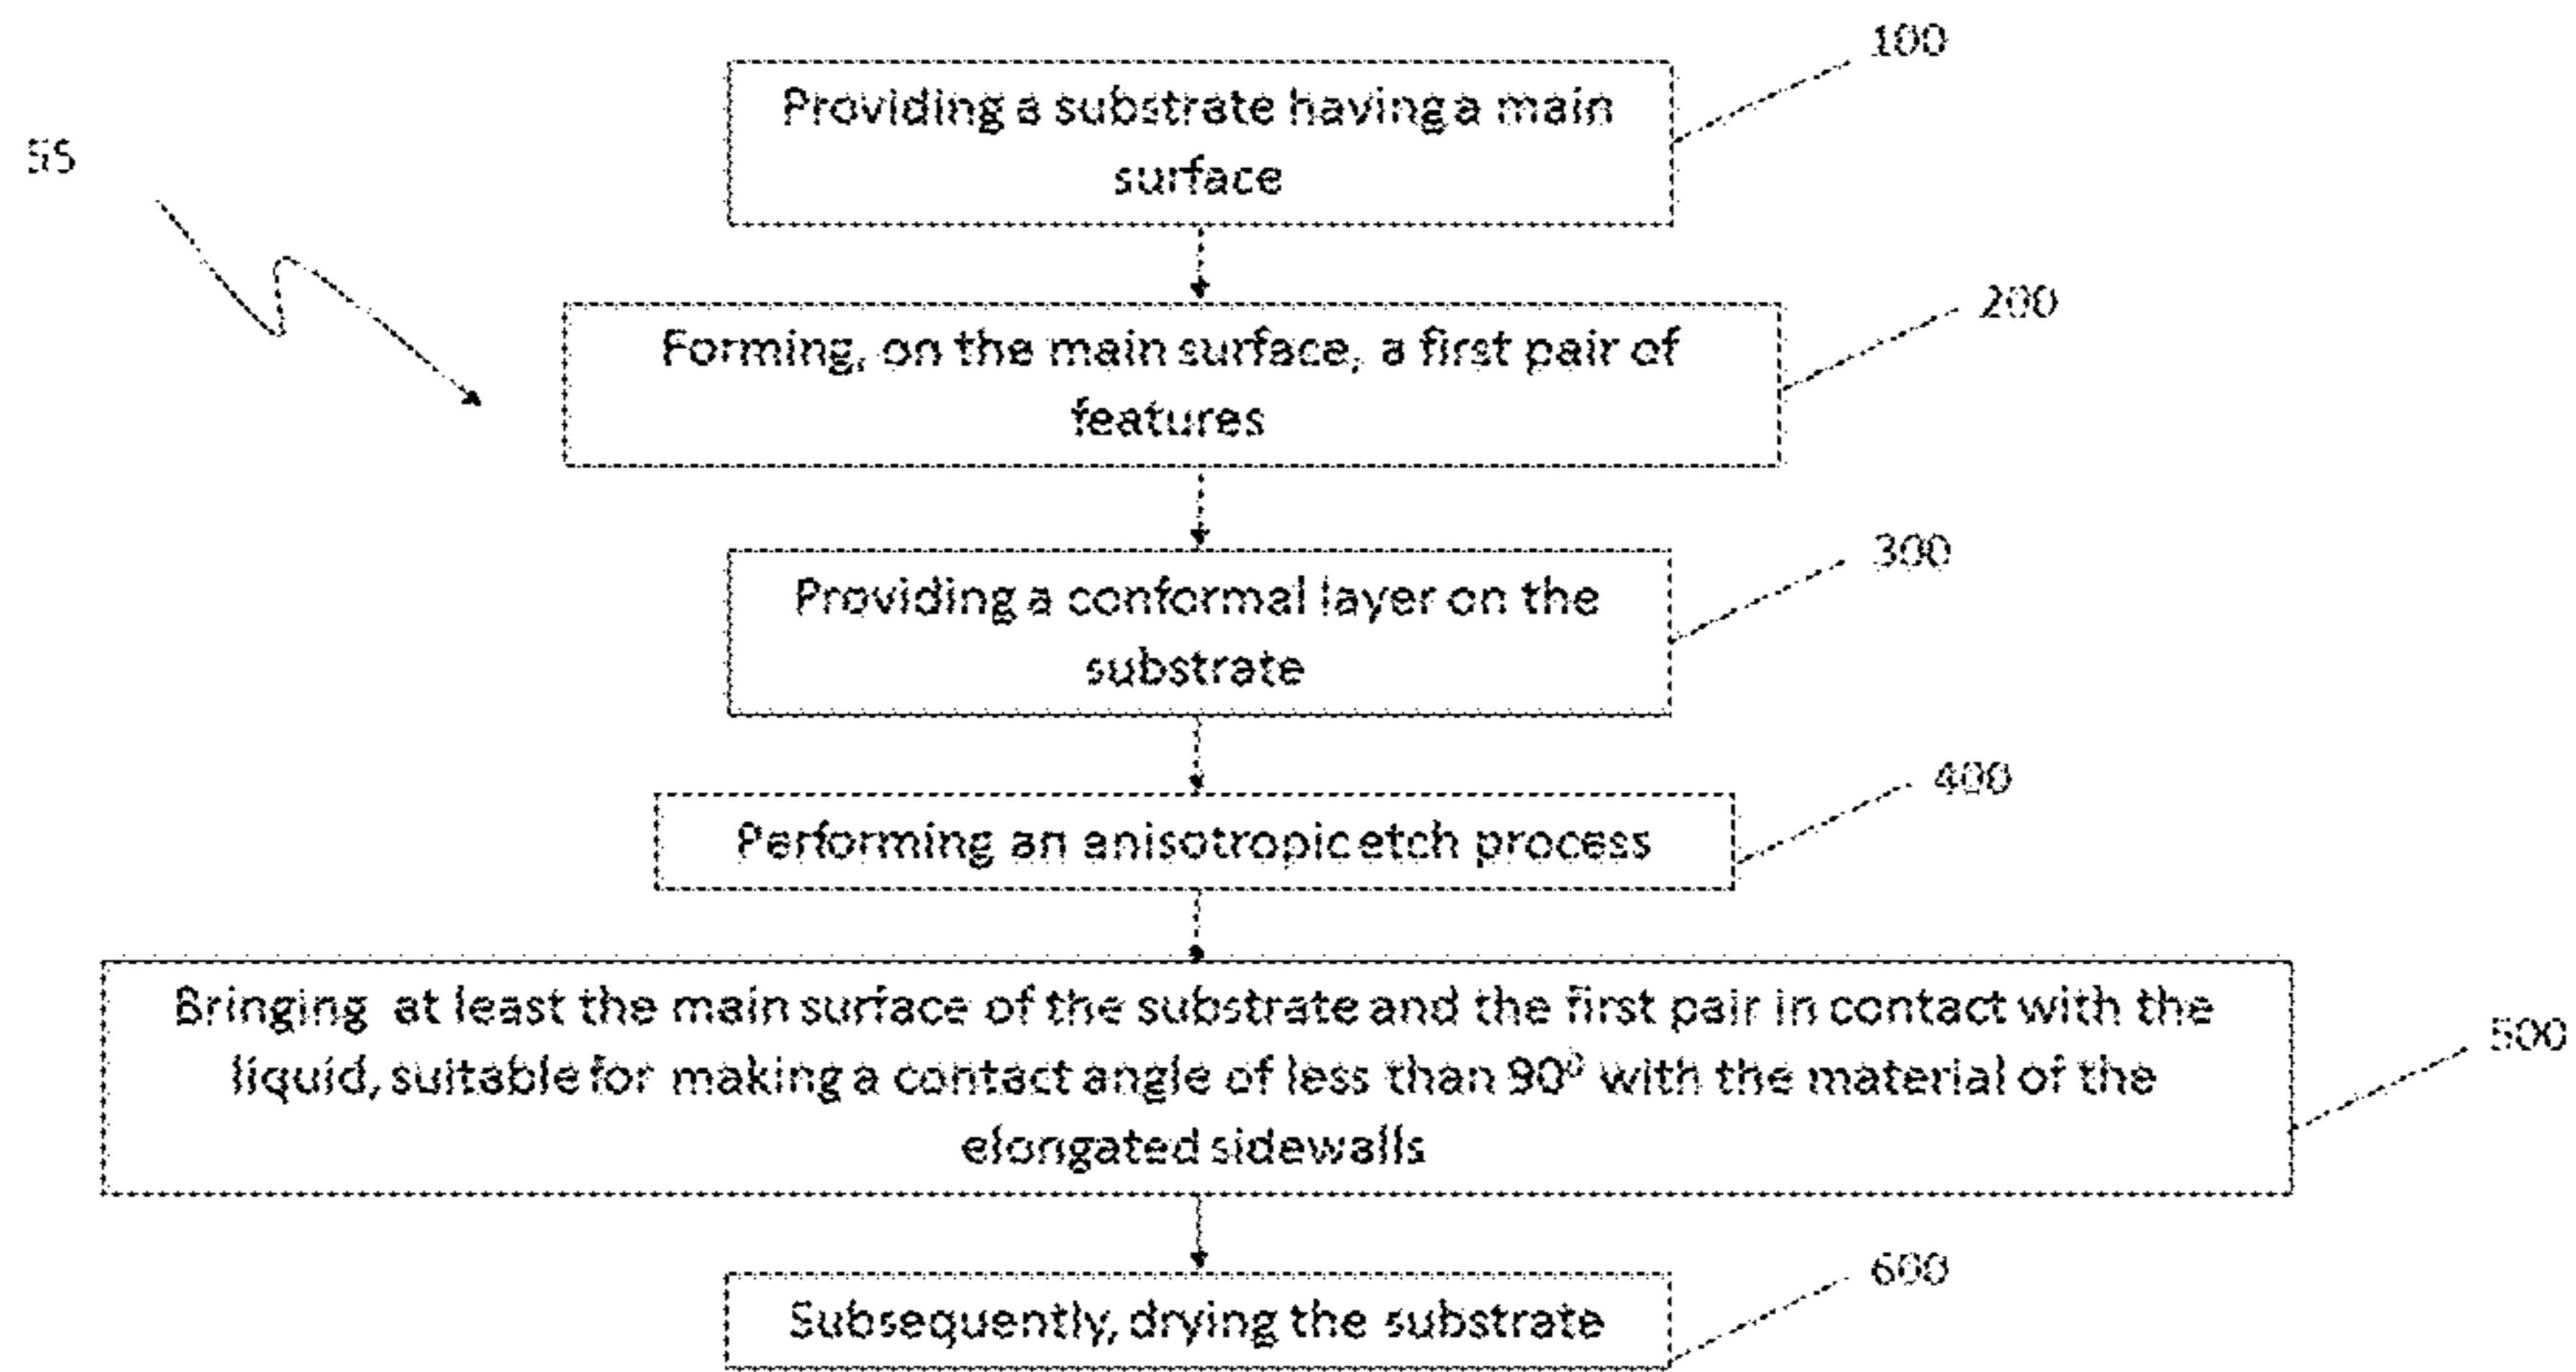 100
Providing a substrate having a main
surface
55
200
Forming, on the main surface, a first pair of
features
300
Providing a conformal layer on the
substrate
400
Performing an anisotropic etch process
Bringing at least the main surface of the substrate and the first pair in contact with the
liquid, suitable for making a contact angle of less than 90⁰ with the material of the
elongated sidewalls
500
600
Subsequently, drying the substrate